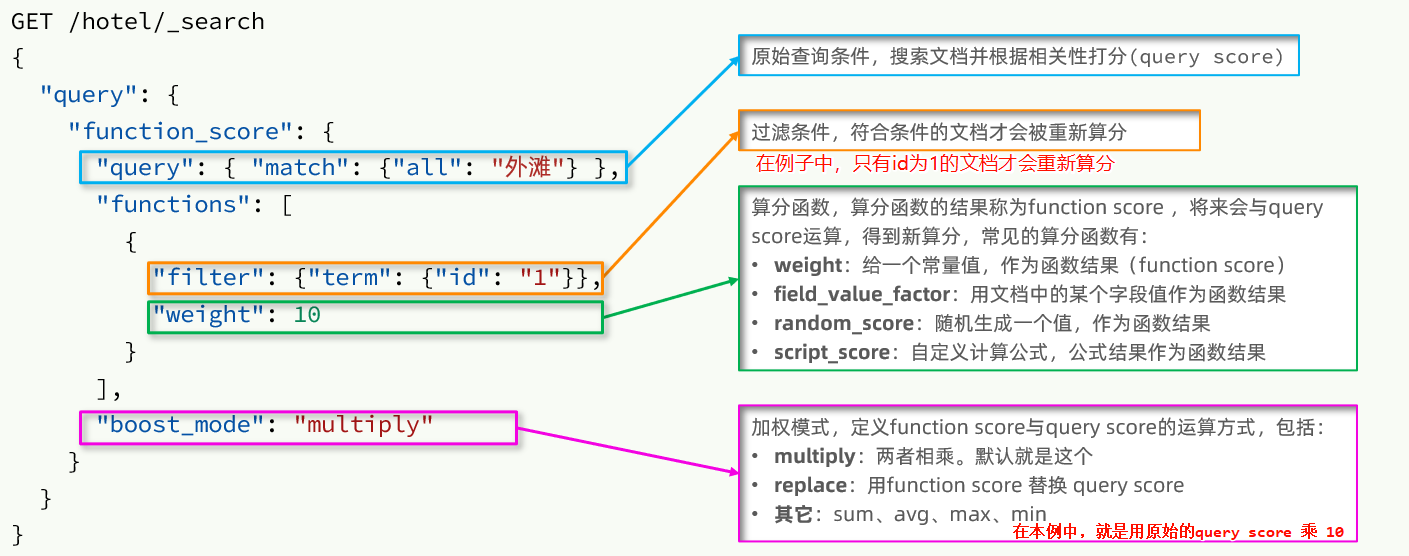 GET /hotel/_search
{
"query": {
"function_score": {
"query": { "match": {"all": "外滩"} },
"functions": [
{
"filter": {"term": {"id": "1"}},
"weight": 10
}
],
"boost_mode": "multiply"
}
}
}
原始查询条件，搜索文档并根据相关性打分(query score)
过滤条件，符合条件的文档才会被重新算分
在例子中，只有id为1的文档才会重新算分
算分函数，算分函数的结果称为function score ，将来会与query
score运算，得到新算分，常见的算分函数有：
• weight：给一个常量值，作为函数结果（function score）
• field_value_factor：用文档中的某个字段值作为函数结果
• random_score：随机生成一个值，作为函数结果
• script_score：自定义计算公式，公式结果作为函数结果
加权模式，定义function score与query score的运算方式，包括：
• multiply：两者相乘。默认就是这个
• replace：用function score 替换 query score
• 其它：sum、avg、max、min
在本例中，就是用原始的query score 乘 10